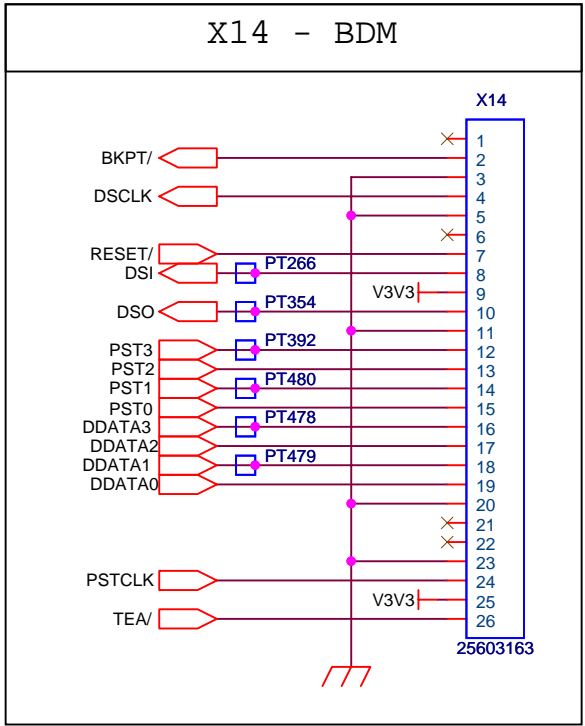 X14 - BDM
X14
1
BKPT/ 2
3
DSCLK 4
5
6
RESET/ 7
DSI PT266 8
V3V3 9
DSO PT354 10
11
PST3 PT392 12
PST2 13
PST1 PT480 14
PST0 15
DDATA3 PT478 16
DDATA2 17
DDATA1 PT479 18
DDATA0 19
20
21
22
23
PSTCLK 24
V3V3 25
TEA/ 26
25603163